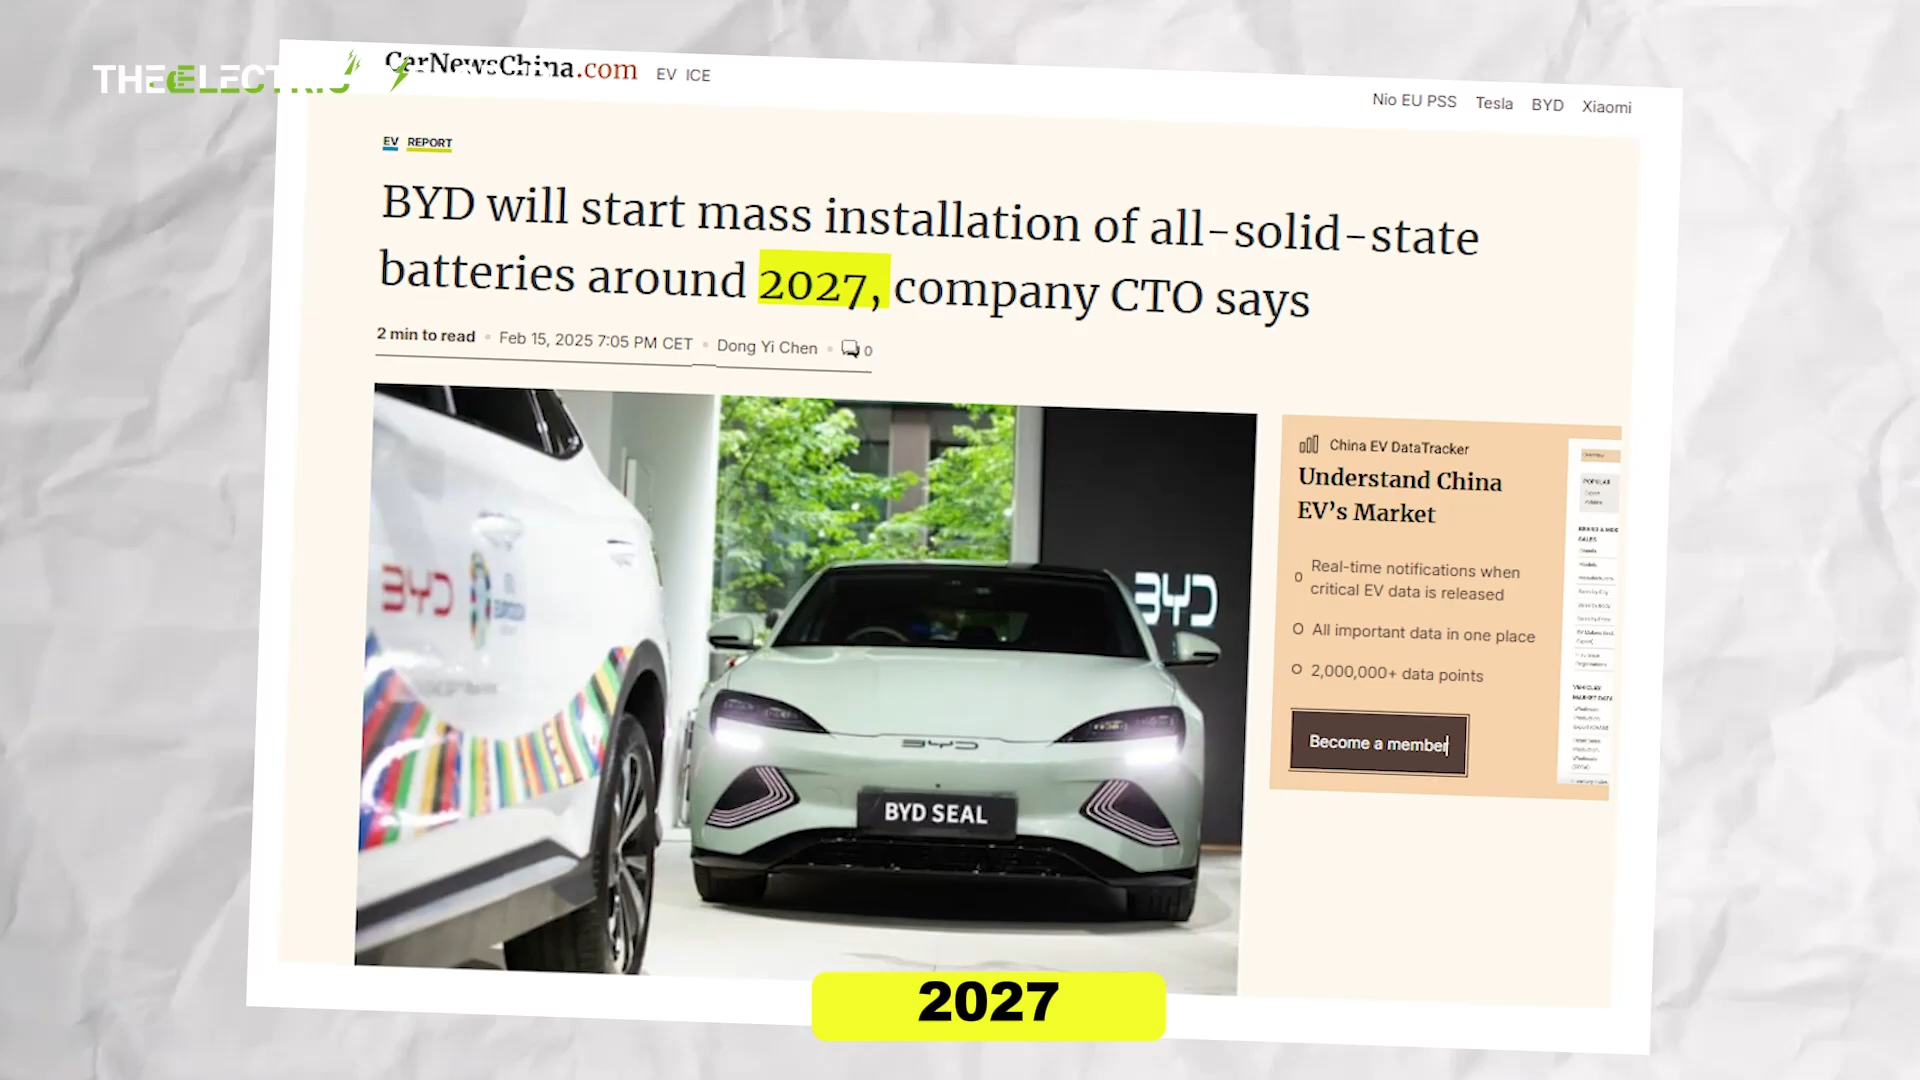 THE ELECTRIC
CarNewsChina.com EV ICE
Nio EU PSS Tesla BYD Xiaomi
EV REPORT
BYD will start mass installation of all-solid-state
batteries around 2027, company CTO says
2 min to read • Feb 15, 2025 7:05 PM CET • Dong Yi Chen • 0
China EV DataTracker
Understand China
EV's Market
Real-time notifications when
critical EV data is released
All important data in one place
2,000,000+ data points
Become a member
POPULAR
BYD
BYD
BYD
BYD SEAL
2027